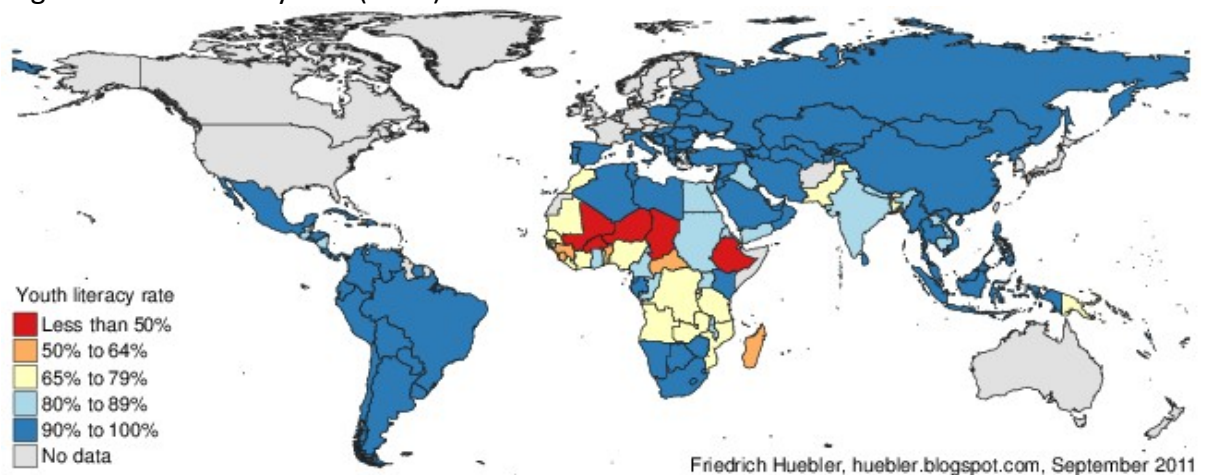 Youth literacy rate
Less than 50%
50% to 64%
65% to 79%
80% to 89%
90% to 100%
No data
Friedrich Huebler, huebler.blogspot.com, September 2011